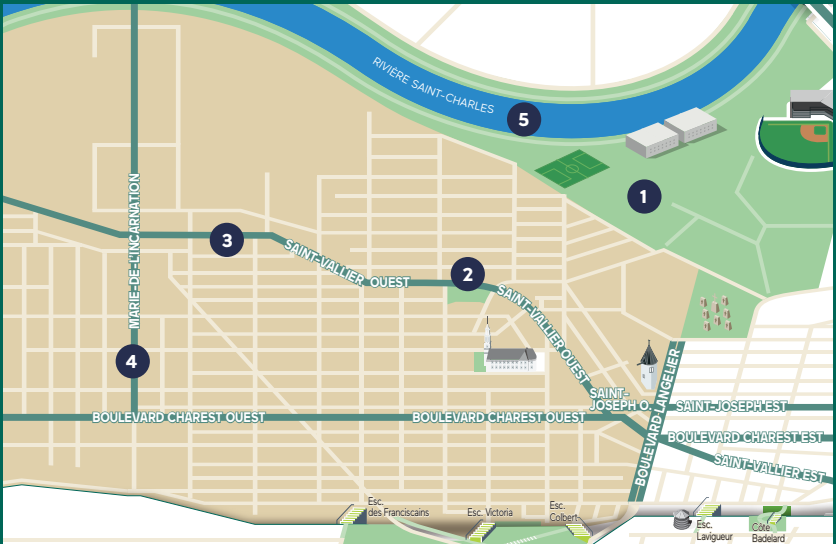 RIVIÈRE SAINT-CHARLES
5
1
MARIE-DE-L'INCARNATION
3
SAINT-VALLIER OUEST
2
SAINT-VALLIER OUEST
4
SAINT-
JOSEPH O.
BOULEVARD LANGELIER
SAINT-JOSEPH EST
BOULEVARD CHAREST OUEST
BOULEVARD CHAREST OUEST
BOULEVARD CHAREST EST
SAINT-VALLIER EST
Esc.
des Franciscains
Esc. Victoria
Esc.
Colbert
Esc.
Lavigueur
Côte
Badelard